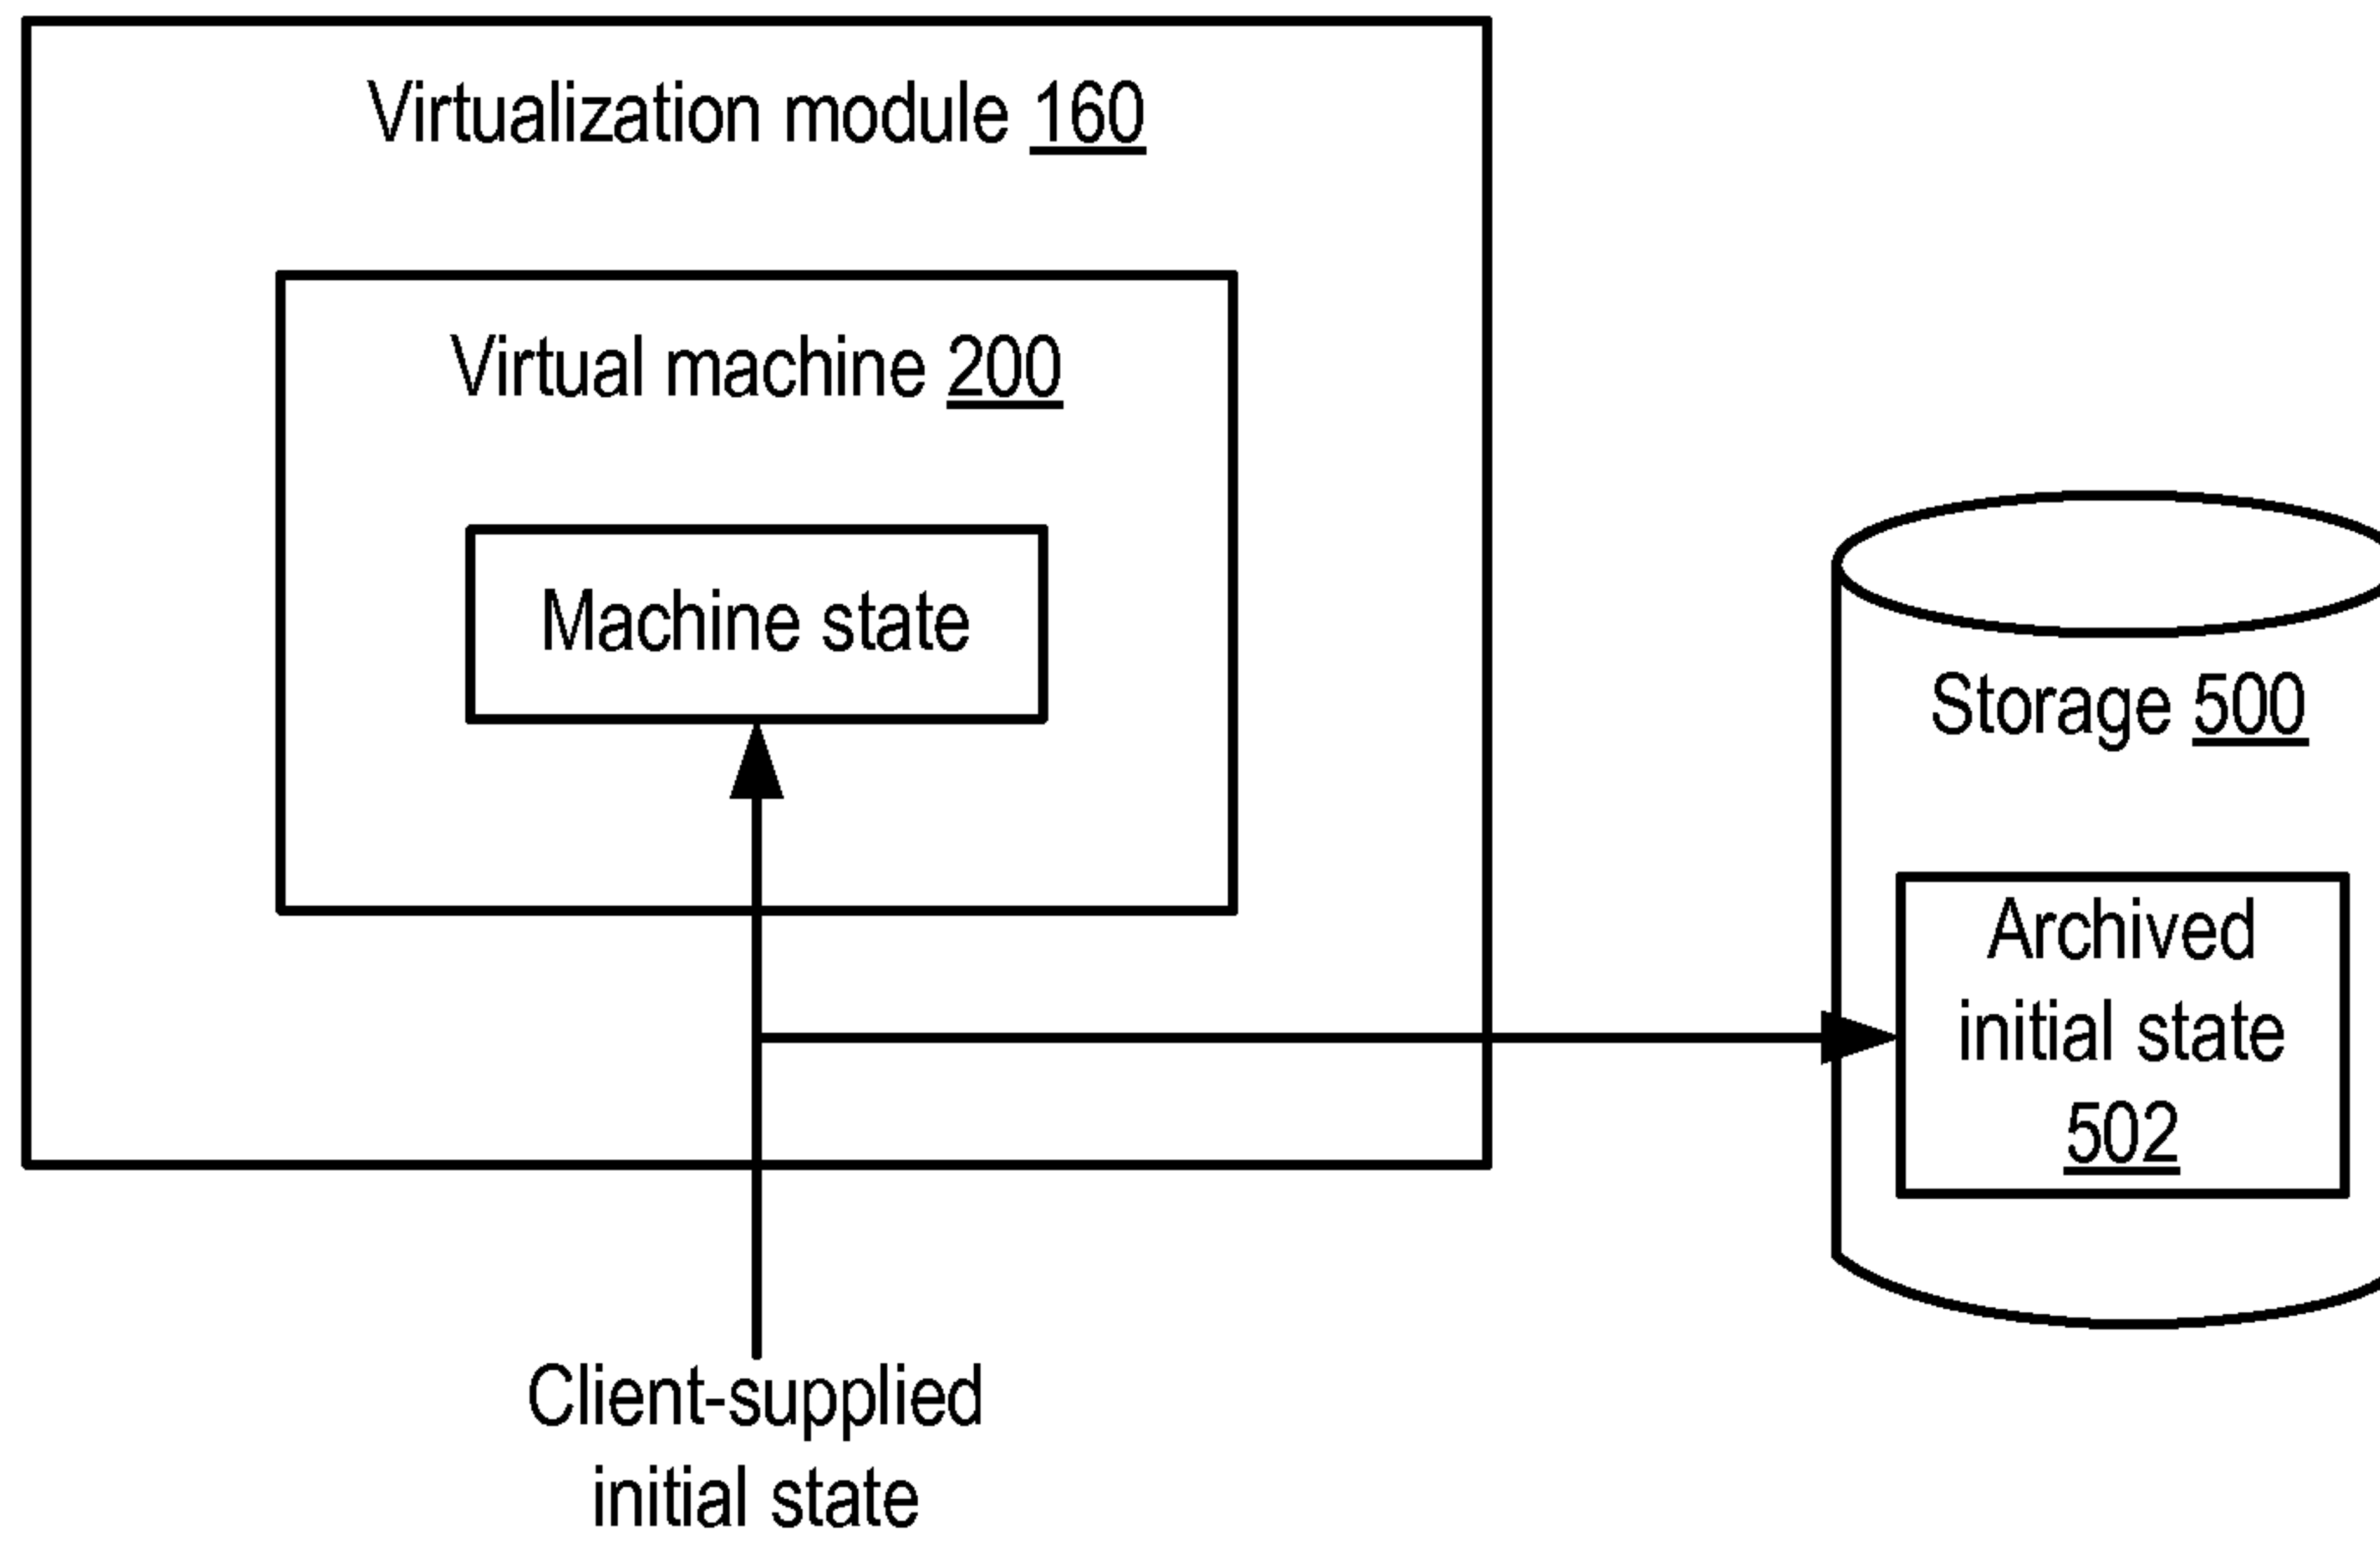 Virtualization module 160
Virtual machine 200
Machine state
Storage 500
Archived
initial state
502
Client-supplied
initial state